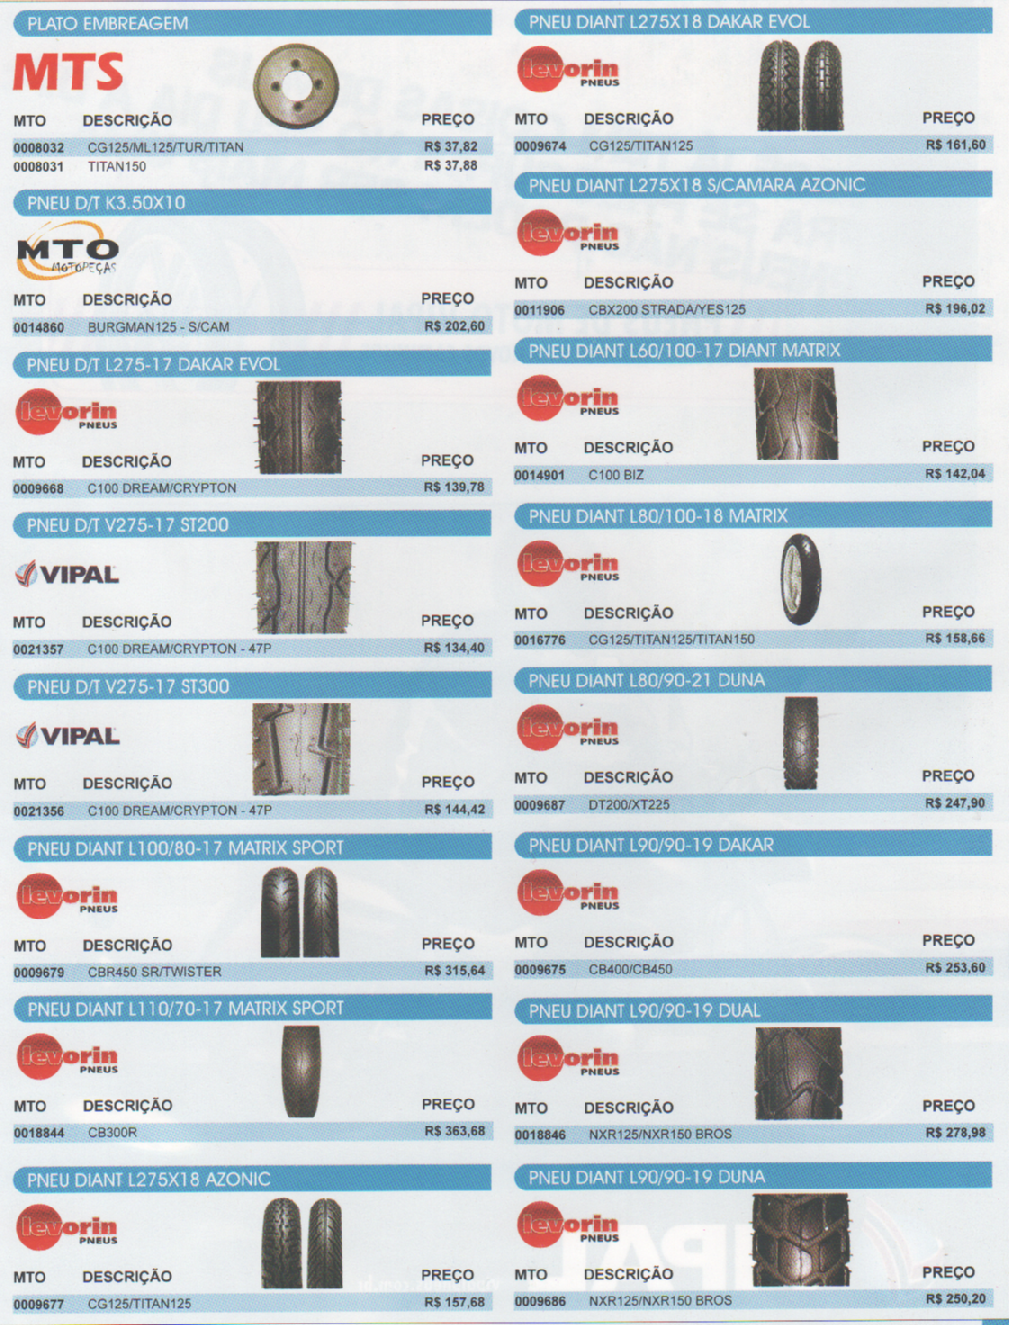 PLATO EMBREAGEM
MTS
MTO DESCRIÇÃO PREÇO
0008032 CG125/ML125/TUR/TITAN R$ 37,82
0008031 TITAN150 R$ 37,88
PNEU D/T K3.50X10
MTO
MOTOPEÇAS
MTO DESCRIÇÃO PREÇO
0014860 BURGMAN125 - S/CAM R$ 202,60
PNEU D/T L275-17 DAKAR EVOL
levorin
PNEUS
MTO DESCRIÇÃO PREÇO
0009668 C100 DREAM/CRYPTON R$ 139,78
PNEU D/T V275-17 ST200
VIPAL
MTO DESCRIÇÃO PREÇO
0021357 C100 DREAM/CRYPTON - 47P R$ 134,40
PNEU D/T V275-17 ST300
VIPAL
MTO DESCRIÇÃO PREÇO
0021356 C100 DREAM/CRYPTON - 47P R$ 144,42
PNEU DIANT L100/80-17 MATRIX SPORT
levorin
PNEUS
MTO DESCRIÇÃO PREÇO
0009679 CBR450 SR/TWISTER R$ 315,64
PNEU DIANT L110/70-17 MATRIX SPORT
levorin
PNEUS
MTO DESCRIÇÃO PREÇO
0018844 CB300R R$ 363,68
PNEU DIANT L275X18 AZONIC
levorin
PNEUS
MTO DESCRIÇÃO PREÇO
0009677 CG125/TITAN125 R$ 157,68
PNEU DIANT L275X18 DAKAR EVOL
levorin
PNEUS
MTO DESCRIÇÃO PREÇO
0009674 CG125/TITAN125 R$ 161,60
PNEU DIANT L275X18 S/CAMARA AZONIC
levorin
PNEUS
MTO DESCRIÇÃO PREÇO
0011906 CBX200 STRADA/YES125 R$ 196,02
PNEU DIANT L60/100-17 DIANT MATRIX
levorin
PNEUS
MTO DESCRIÇÃO PREÇO
0014901 C100 BIZ R$ 142,04
PNEU DIANT L80/100-18 MATRIX
levorin
PNEUS
MTO DESCRIÇÃO PREÇO
0016776 CG125/TITAN125/TITAN150 R$ 158,66
PNEU DIANT L80/90-21 DUNA
levorin
PNEUS
MTO DESCRIÇÃO PREÇO
0009687 DT200/XT225 R$ 247,90
PNEU DIANT L90/90-19 DAKAR
levorin
PNEUS
MTO DESCRIÇÃO PREÇO
0009675 CB400/CB450 R$ 253,60
PNEU DIANT L90/90-19 DUAL
levorin
PNEUS
MTO DESCRIÇÃO PREÇO
0018846 NXR125/NXR150 BROS R$ 278,98
PNEU DIANT L90/90-19 DUNA
levorin
PNEUS
MTO DESCRIÇÃO PREÇO
0009686 NXR125/NXR150 BROS R$ 250,20